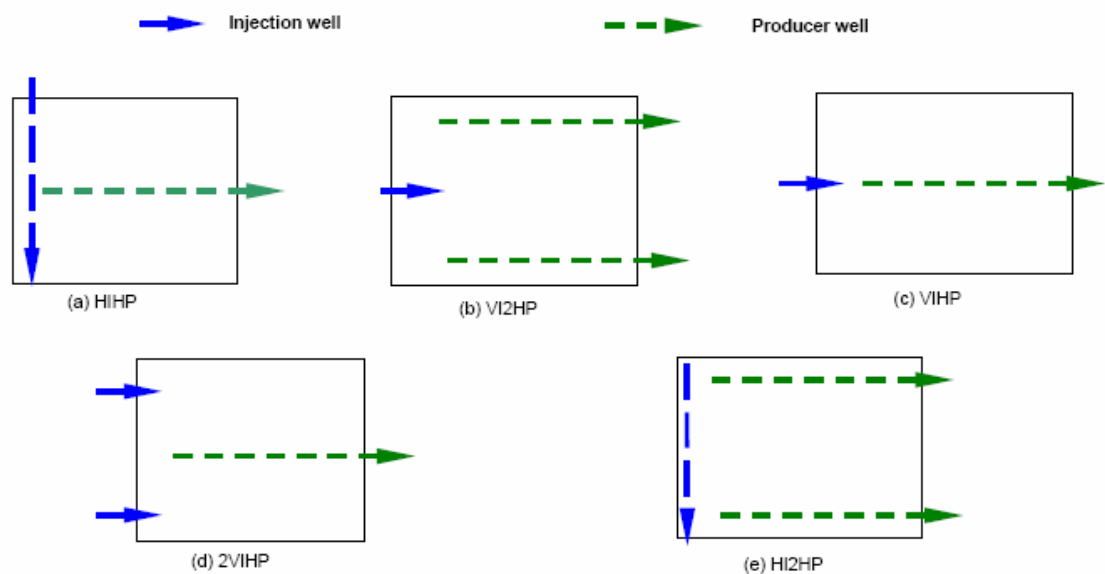 Injection well
Producer well
(a) HIHP
(b) VI2HP
(c) VIHP
(d) 2VIHP
(e) HI2HP